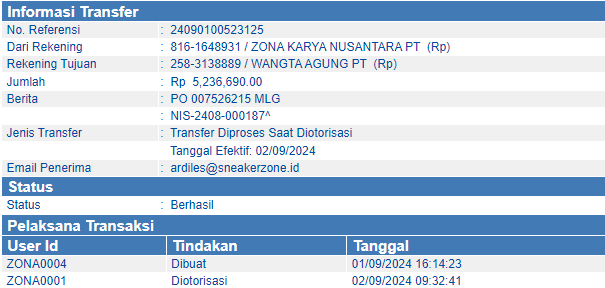 Informasi Transfer
No. Referensi : 24090100523125
Dari Rekening : 816-1648931 / ZONA KARYA NUSANTARA PT (Rp)
Rekening Tujuan : 258-3138889 / WANGTA AGUNG PT (Rp)
Jumlah : Rp 5,236,690.00
Berita : PO 007526215 MLG
: NIS-2408-000187^
Jenis Transfer : Transfer Diproses Saat Diotorisasi
Tanggal Efektif: 02/09/2024
Email Penerima : ardiles@sneakerzone.id
Status
Status : Berhasil
Pelaksana Transaksi
User Id Tindakan Tanggal
ZONA0004 Dibuat 01/09/2024 16:14:23
ZONA0001 Diotorisasi 02/09/2024 09:32:41